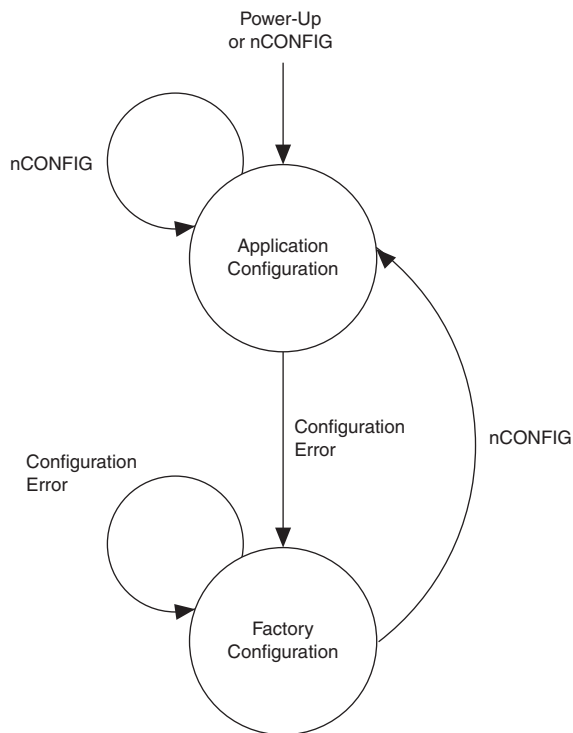 Power-Up
or nCONFIG
nCONFIG
Application
Configuration
Configuration
Error
nCONFIG
Configuration
Error
Factory
Configuration